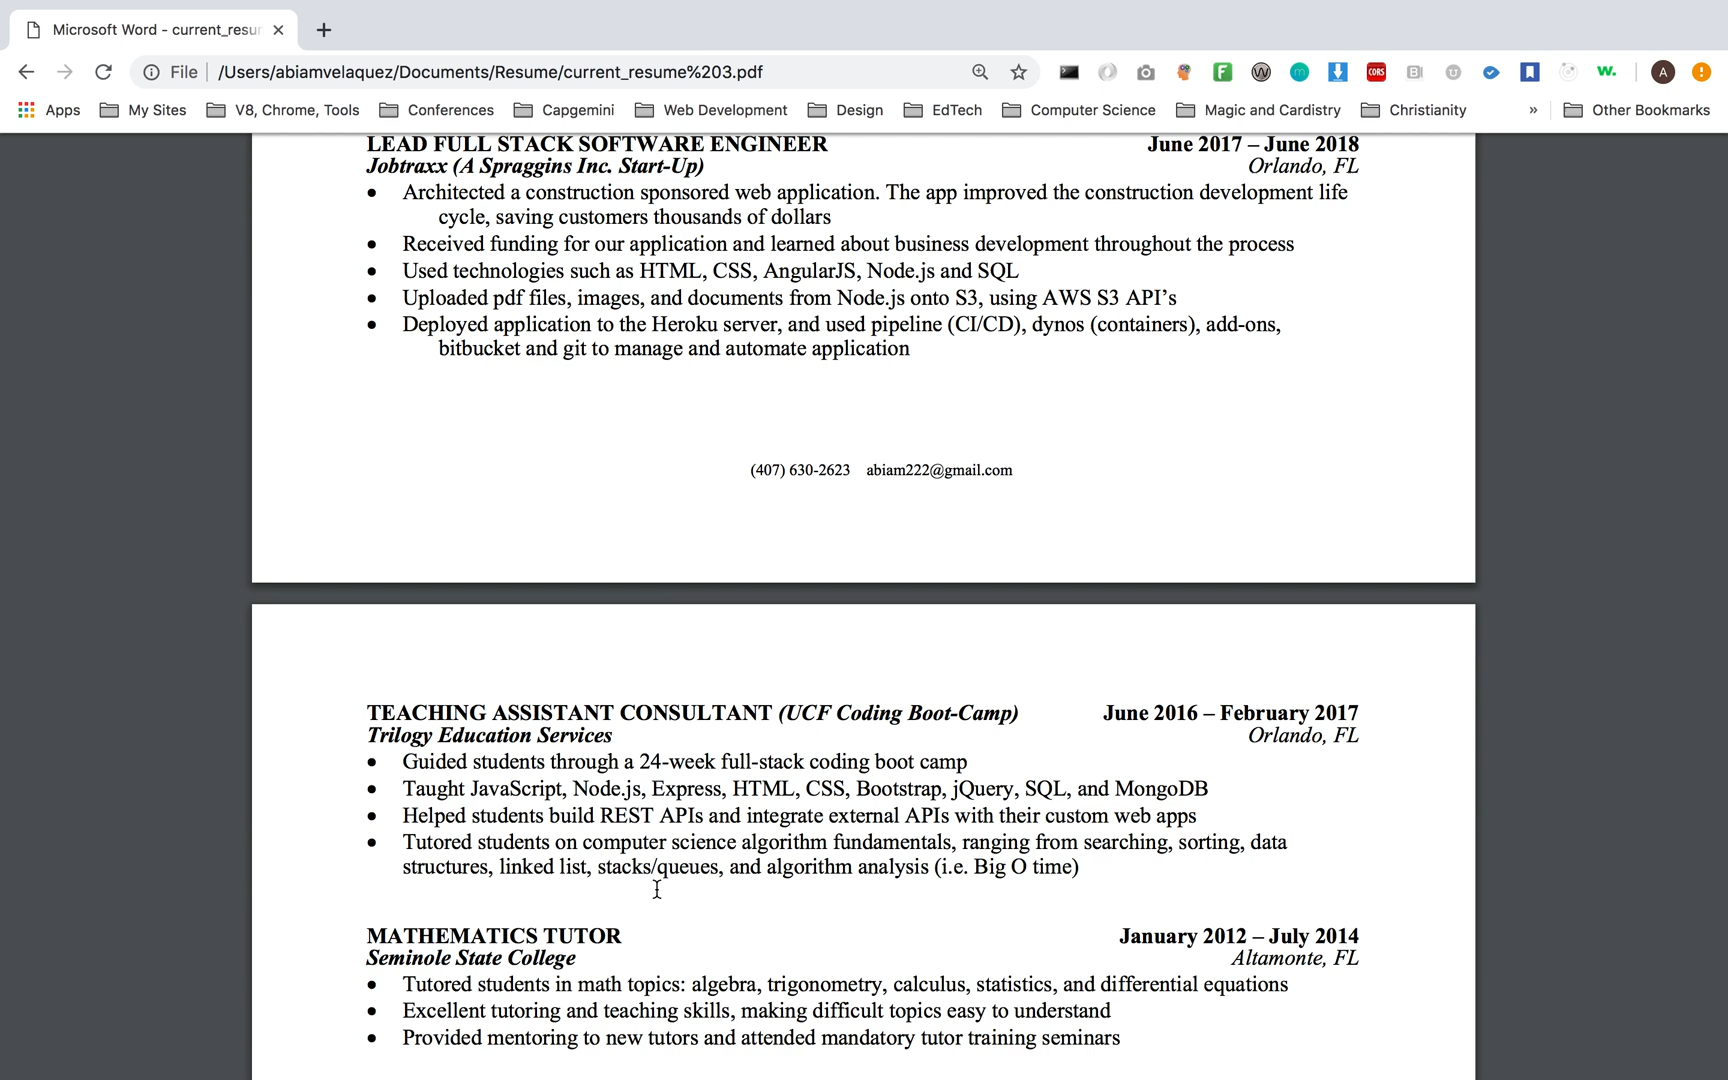 Microsoft Word - current_resu
File /Users/abiamvelaquez/Documents/Resume/current_resume%203.pdf
F
m
CORS
BI
w.
A
Apps My Sites V8, Chrome, Tools Conferences Capgemini Web Development Design EdTech Computer Science Magic and Cardistry Christianity » Other Bookmarks
LEAD FULL STACK SOFTWARE ENGINEER June 2017 – June 2018
Jobtraxx (A Spraggins Inc. Start-Up) Orlando, FL
• Architected a construction sponsored web application. The app improved the construction development life
cycle, saving customers thousands of dollars
• Received funding for our application and learned about business development throughout the process
• Used technologies such as HTML, CSS, AngularJS, Node.js and SQL
• Uploaded pdf files, images, and documents from Node.js onto S3, using AWS S3 API’s
• Deployed application to the Heroku server, and used pipeline (CI/CD), dynos (containers), add-ons,
bitbucket and git to manage and automate application
(407) 630-2623 abiam222@gmail.com
TEACHING ASSISTANT CONSULTANT (UCF Coding Boot-Camp) June 2016 – February 2017
Trilogy Education Services Orlando, FL
• Guided students through a 24-week full-stack coding boot camp
• Taught JavaScript, Node.js, Express, HTML, CSS, Bootstrap, jQuery, SQL, and MongoDB
• Helped students build REST APIs and integrate external APIs with their custom web apps
• Tutored students on computer science algorithm fundamentals, ranging from searching, sorting, data
structures, linked list, stacks/queues, and algorithm analysis (i.e. Big O time)
MATHEMATICS TUTOR January 2012 – July 2014
Seminole State College Altamonte, FL
• Tutored students in math topics: algebra, trigonometry, calculus, statistics, and differential equations
• Excellent tutoring and teaching skills, making difficult topics easy to understand
• Provided mentoring to new tutors and attended mandatory tutor training seminars